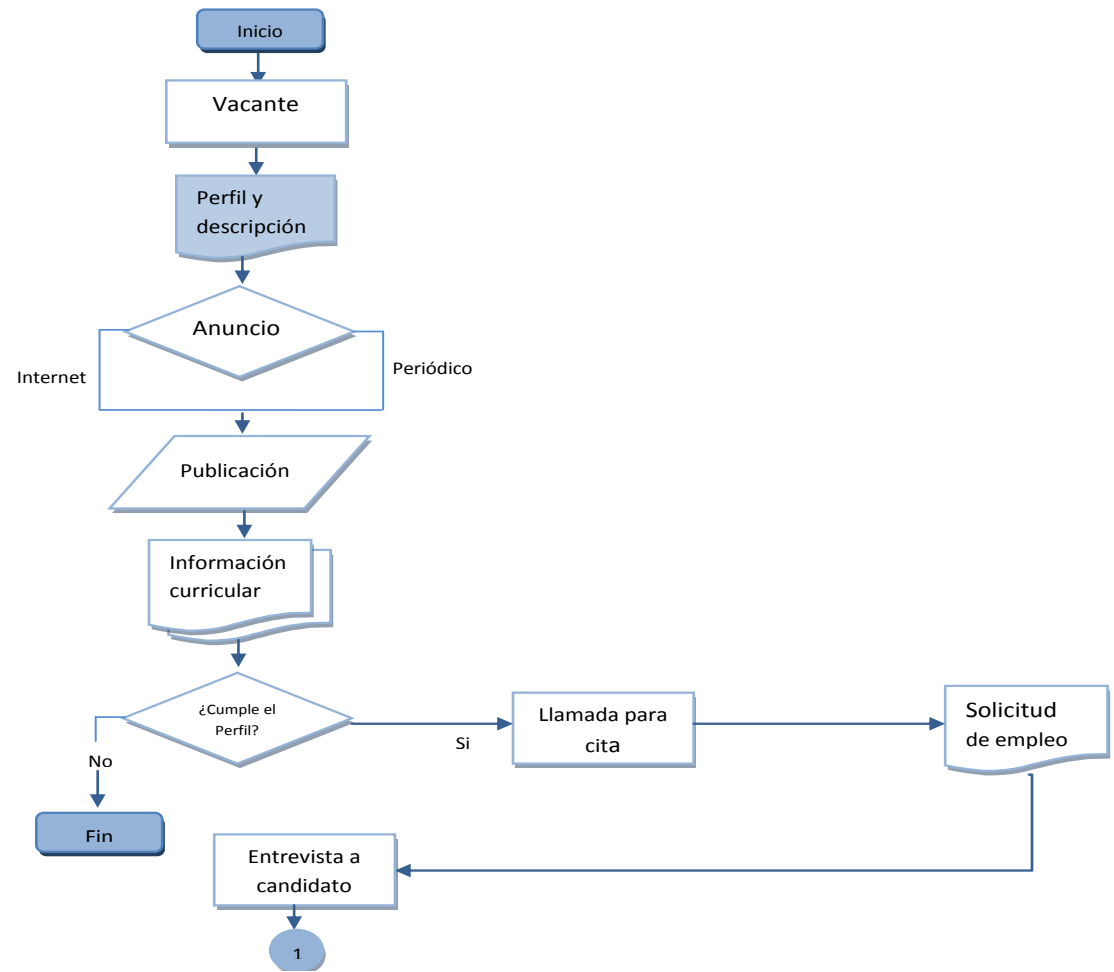 Inicio
Vacante
Perfil y
descripción
Anuncio
Internet
Periódico
Publicación
Información
curricular
¿Cumple el
Perfil?
No
Si
Llamada para
cita
Solicitud
de empleo
Fin
Entrevista a
candidato
1